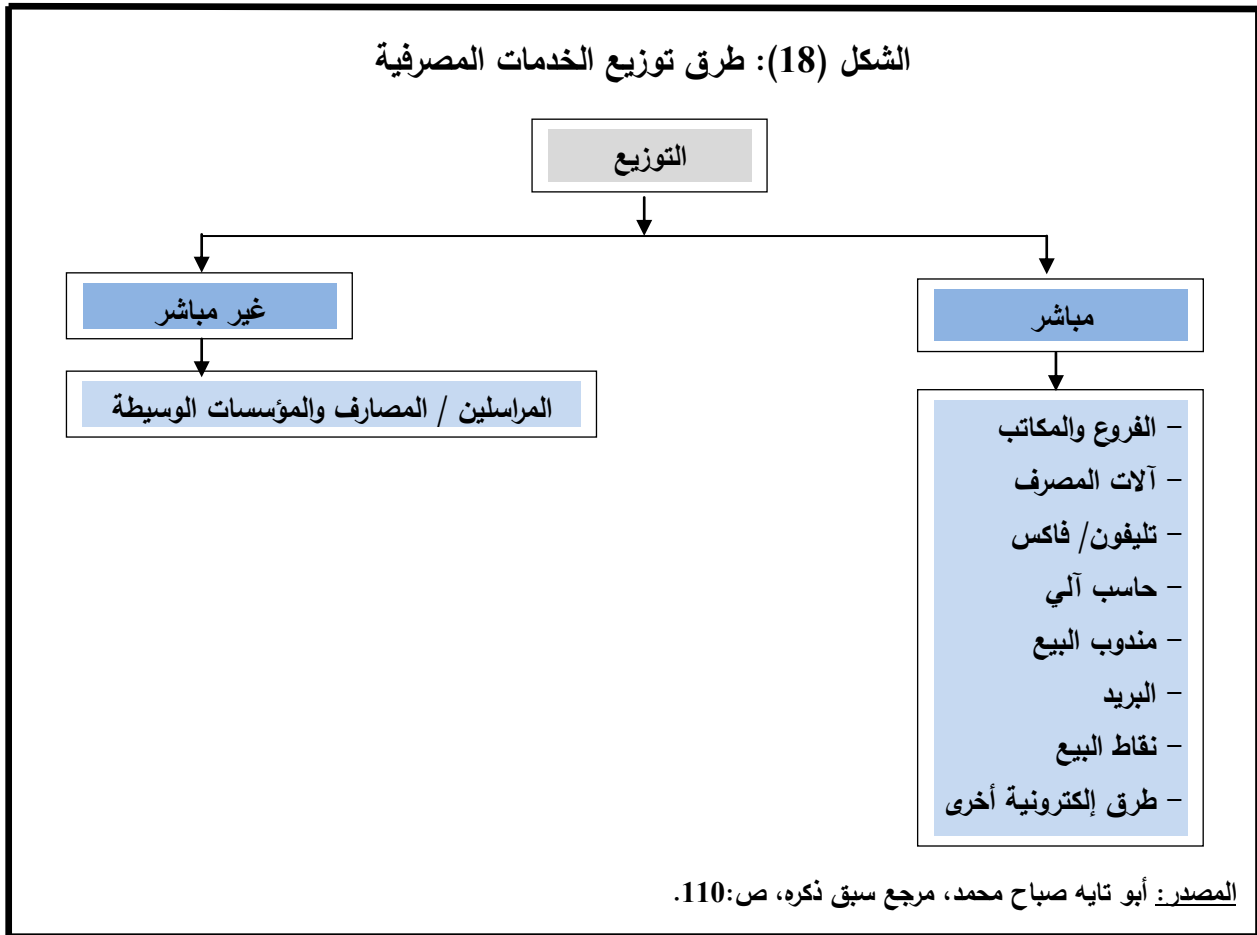 الشكل (18): طرق توزيع الخدمات المصرفية
التوزيع
مباشر
غير مباشر
المراسلين / المصارف والمؤسسات الوسيطة
- الفروع والمكاتب
- آلات المصرف
- تليفون/ فاكس
- حاسب آلي
- مندوب البيع
- البريد
- نقاط البيع
- طرق إلكترونية أخرى
المصدر: أبو تايه صباح محمد، مرجع سبق ذكره، ص:110.